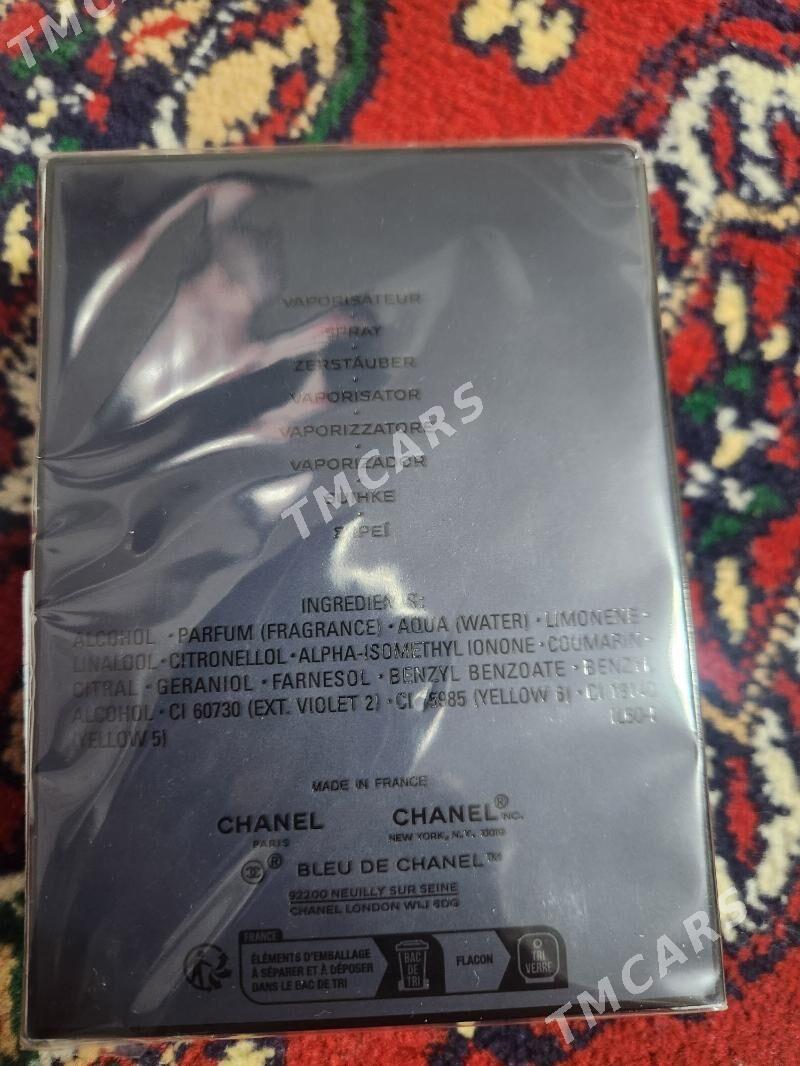 TMCARS
VAPORISATEUR
SPRAY
ZERSTÄUBER
VAPORISATOR
VAPORIZZATORE
VAPORIZADOR
TMCARS
INGREDIENTS:
ALCOHOL • PARFUM (FRAGRANCE) • AQUA (WATER) • LIMONENE •
LINALOOL • CITRONELLOL • ALPHA-ISOMETHYL IONONE • COUMARIN •
CITRAL • GERANIOL • FARNESOL • BENZYL BENZOATE • BENZYL
ALCOHOL • CI 60730 (EXT. VIOLET 2) • CI 15985 (YELLOW 6) • CI
(YELLOW 5)
MADE IN FRANCE
CHANEL
PARIS
CHANEL® INC.
NEW YORK, N.Y. 10019
® BLEU DE CHANEL™
92200 NEUILLY SUR SEINE
CHANEL LONDON W1J 6DG
FRANCE
ÉLÉMENTS D'EMBALLAGE
À SÉPARER ET À DÉPOSER
DANS LE BAC DE TRI
BAC
DE
TRI
FLACON
TRI
VERRE
TMCARS